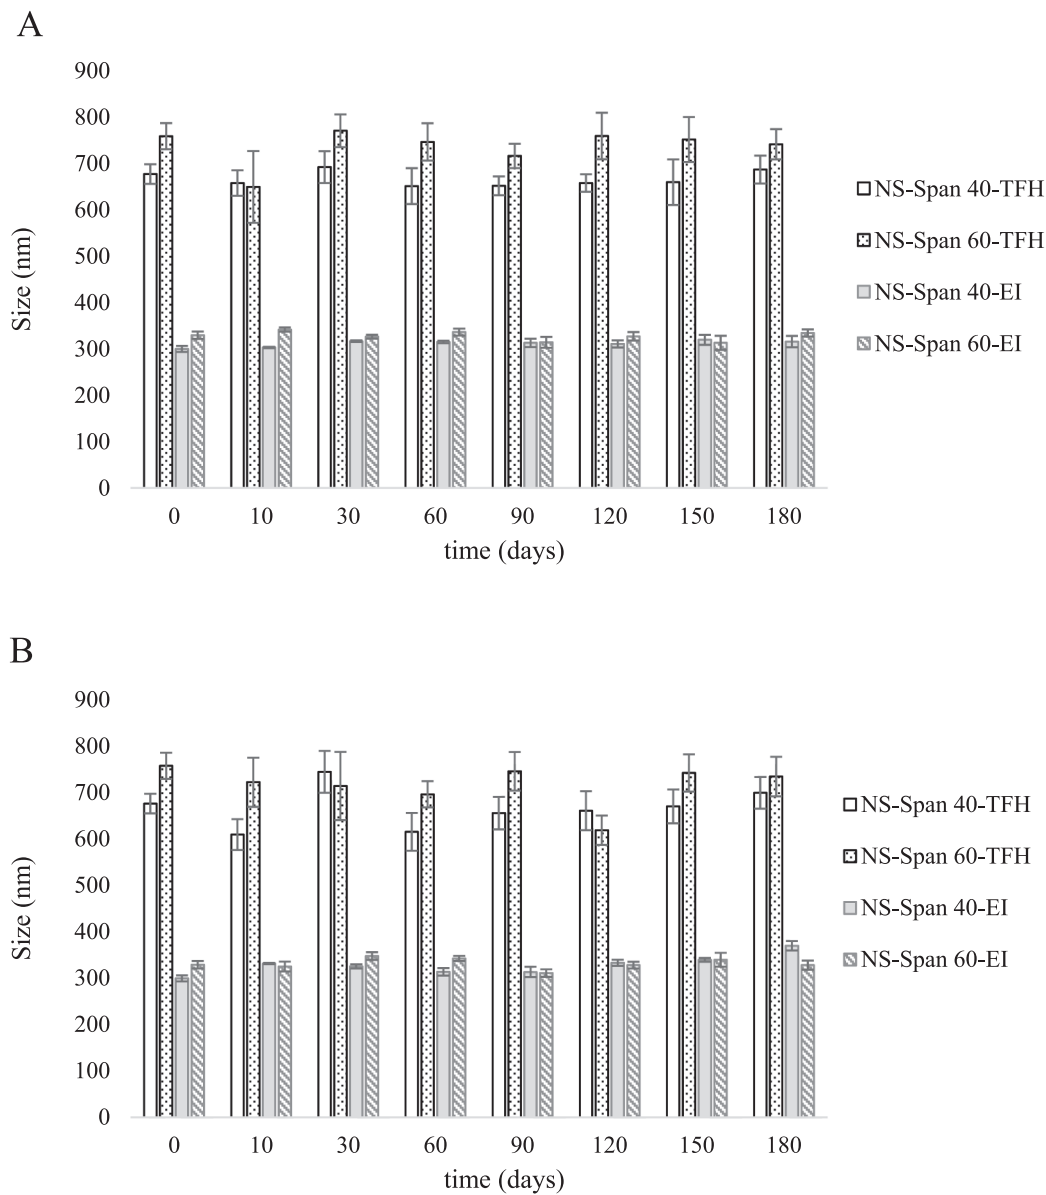 A
900
800
700
600
500
400
300
200
100
0
Size (nm)
0 10 30 60 90 120 150 180
time (days)
NS-Span 40-TFH
NS-Span 60-TFH
NS-Span 40-EI
NS-Span 60-EI
B
900
800
700
600
500
400
300
200
100
0
Size (nm)
0 10 30 60 90 120 150 180
time (days)
NS-Span 40-TFH
NS-Span 60-TFH
NS-Span 40-EI
NS-Span 60-EI